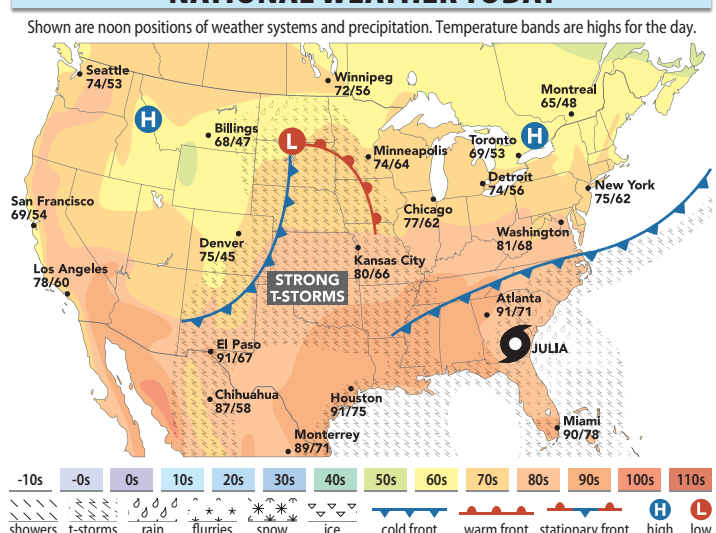 NATIONAL WEATHER TODAY
Shown are noon positions of weather systems and precipitation. Temperature bands are highs for the day.
Seattle
74/53
Winnipeg
72/56
Montreal
65/48
H
Billings
68/47
L
Minneapolis
74/64
Toronto
69/53
H
Detroit
74/56
New York
75/62
San Francisco
69/54
Chicago
77/62
Denver
75/45
Washington
81/68
Kansas City
80/66
Los Angeles
78/60
STRONG
T-STORMS
Atlanta
91/71
El Paso
91/67
JULIA
Chihuahua
87/58
Houston
91/75
Miami
90/78
Monterrey
89/71
-10s -0s 0s 10s 20s 30s 40s 50s 60s 70s 80s 90s 100s 110s
H L
showers t-storms rain flurries snow ice cold front warm front stationary front high low